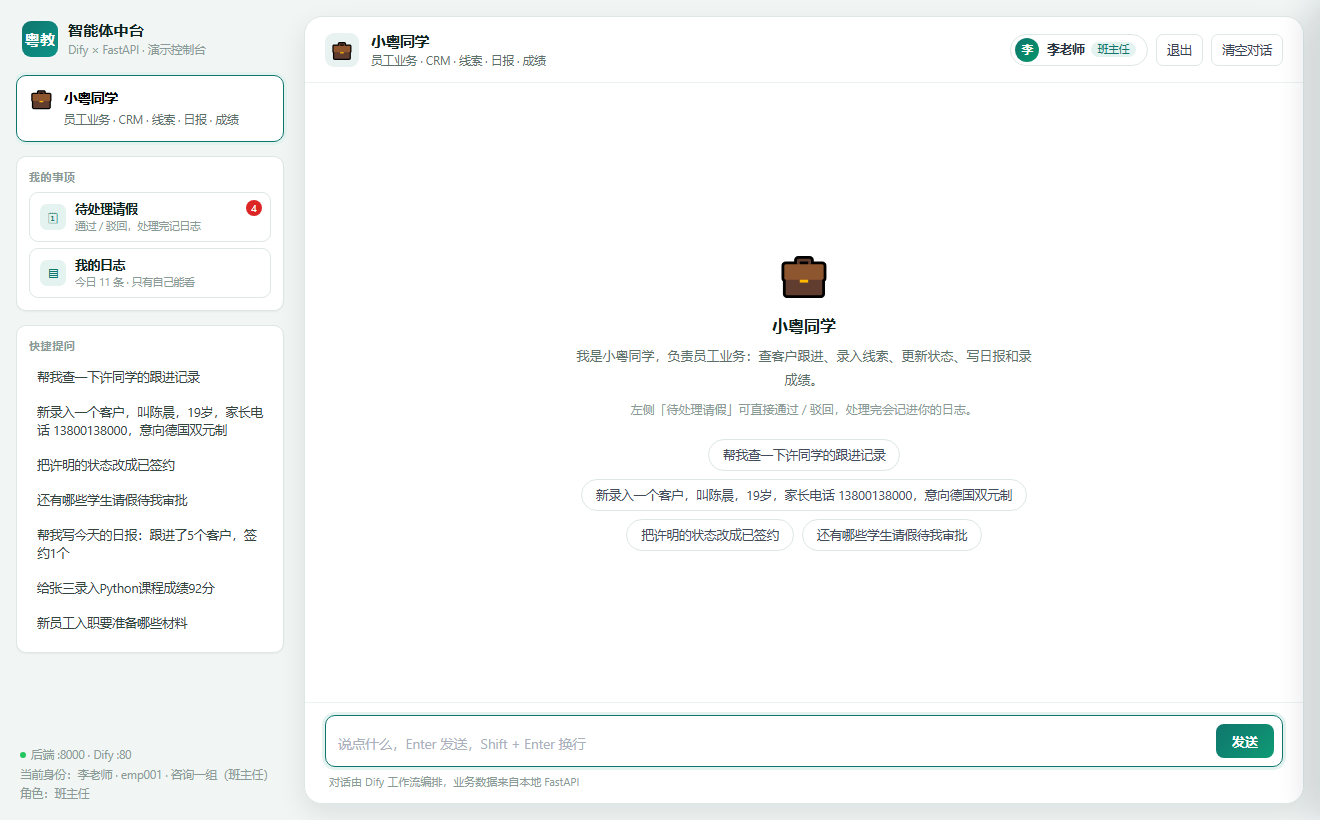 粤教
智能体中台
Dify × FastAPI · 演示控制台
小粤同学
员工业务 · CRM · 线索 · 日报 · 成绩
我的事项
待处理请假
4
通过 / 驳回，处理完记日志
我的日志
今日 11 条 · 只有自己能看
快捷提问
帮我查一下许同学的跟进记录
新录入一个客户，叫陈晨，19岁，家长电
话 13800138000，意向德国双元制
把许明的状态改成已签约
还有哪些学生请假待我审批
帮我写今天的日报：跟进了5个客户，签
约1个
给张三录入Python课程成绩92分
新员工入职要准备哪些材料
后端 :8000 · Dify :80
当前身份：李老师 · emp001 · 咨询一组（班主任）
角色：班主任
小粤同学
员工业务 · CRM · 线索 · 日报 · 成绩
李 李老师 班主任
退出
清空对话
小粤同学
我是小粤同学，负责员工业务：查客户跟进、录入线索、更新状态、写日报和录
成绩。
左侧「待处理请假」可直接通过 / 驳回，处理完会记进你的日志。
帮我查一下许同学的跟进记录
新录入一个客户，叫陈晨，19岁，家长电话 13800138000，意向德国双元制
把许明的状态改成已签约
还有哪些学生请假待我审批
说点什么，Enter 发送，Shift + Enter 换行
发送
对话由 Dify 工作流编排，业务数据来自本地 FastAPI